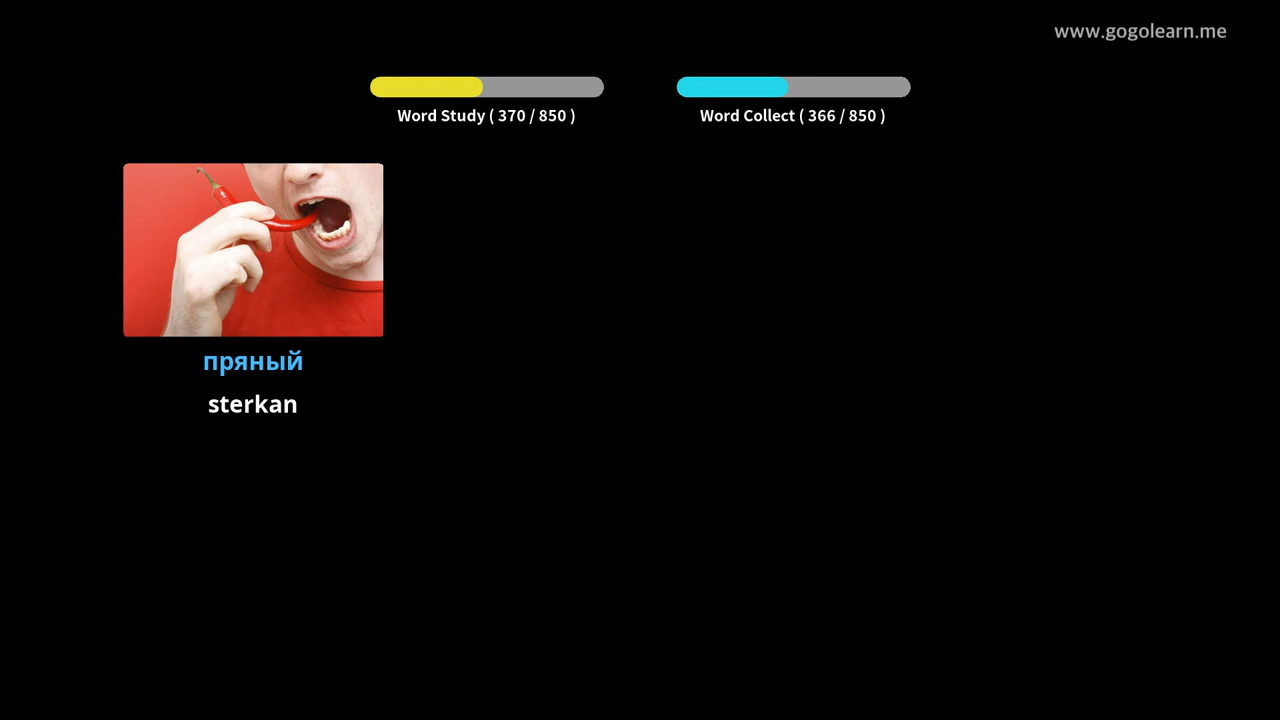 www.gogolearn.me
Word Study ( 370 / 850 )
Word Collect ( 366 / 850 )
пряный
sterkan